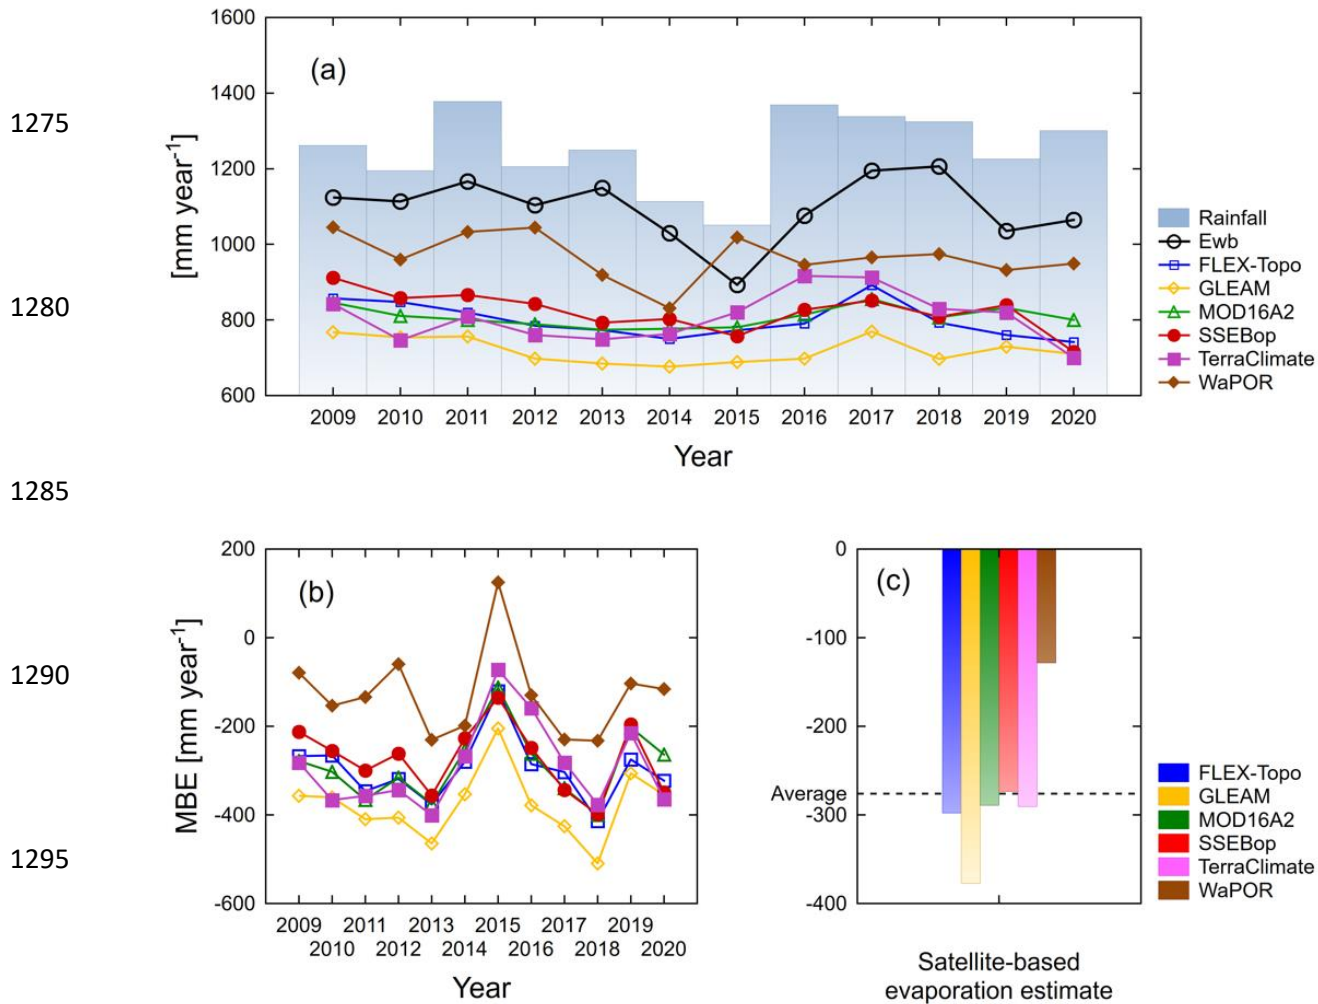 1600
(a)
1400
1275
1200
[mm year-1]
1000
Rainfall
Ewb
FLEX-Topo
GLEAM
1280
800
MOD16A2
SSEBop
TerraClimate
WaPOR
600
2009 2010 2011 2012 2013 2014 2015 2016 2017 2018 2019 2020
Year
1285
200
0
(b)
(c)
0
-100
MBE [mm year-1]
1290
-200
-200
FLEX-Topo
Average
GLEAM
-400
-300
MOD16A2
SSEBop
1295
TerraClimate
WaPOR
-600
-400
2009 2011 2013 2015 2017 2019
2010 2012 2014 2016 2018 2020
Year
Satellite-based
evaporation estimate